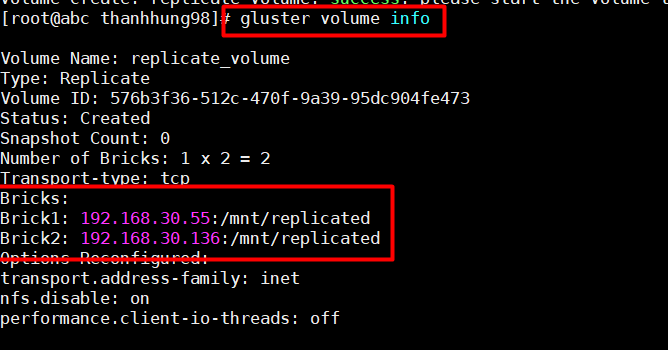 volume create: replicate_volume: success: please start the volume t
[root@abc thanhhung98]# gluster volume info
Volume Name: replicate_volume
Type: Replicate
Volume ID: 576b3f36-512c-470f-9a39-95dc904fe473
Status: Created
Snapshot Count: 0
Number of Bricks: 1 x 2 = 2
Transport-type: tcp
Bricks:
Brick1: 192.168.30.55:/mnt/replicated
Brick2: 192.168.30.136:/mnt/replicated
Options Reconfigured:
transport.address-family: inet
nfs.disable: on
performance.client-io-threads: off